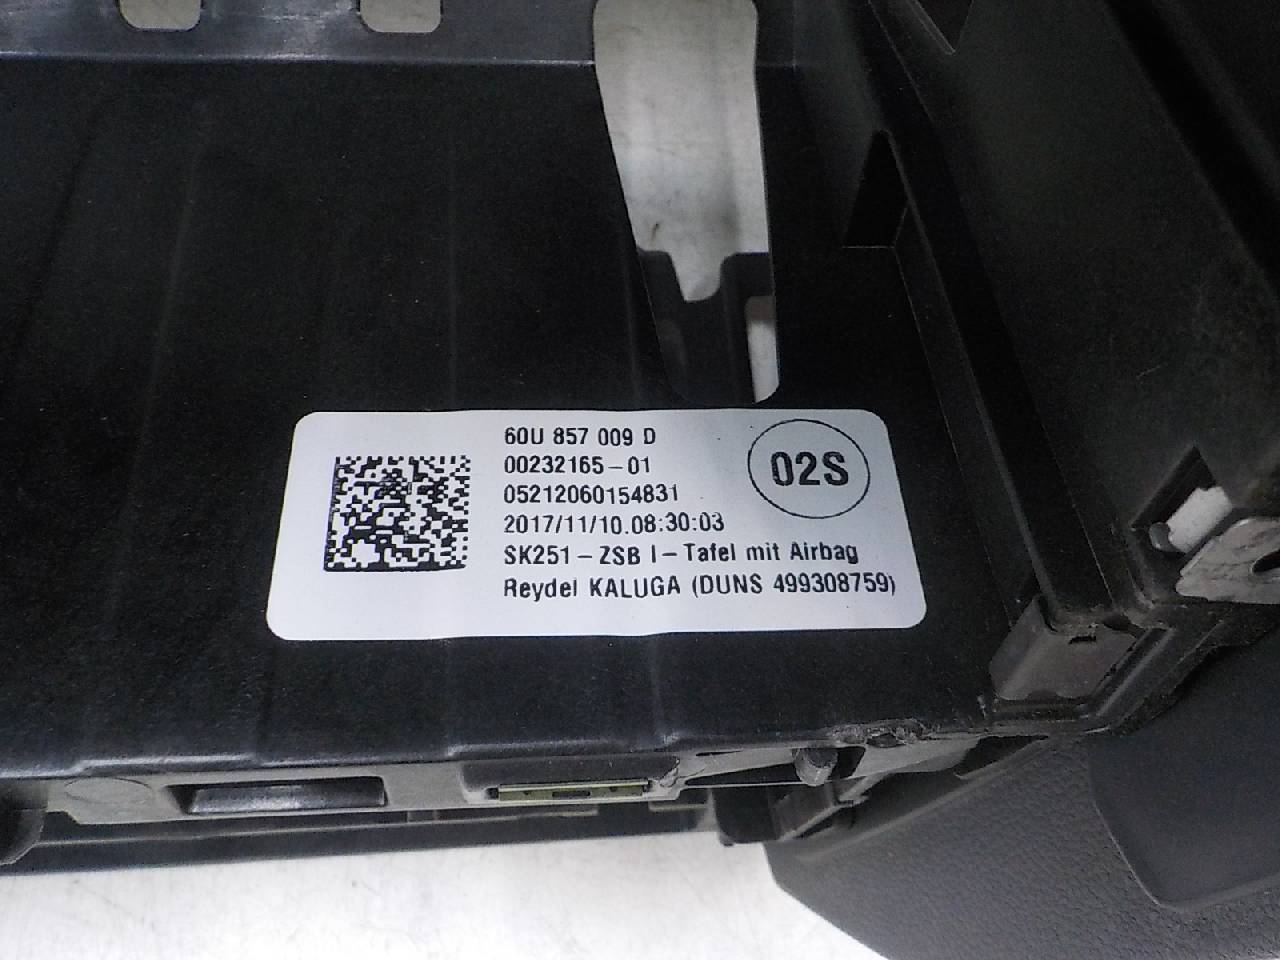 60U 857 009 D
00232165-01
05212060154831
2017/11/10.08:30:03
SK251-ZSB I-Tafel mit Airbag
Reydel KALUGA (DUNS 499308759)
02S